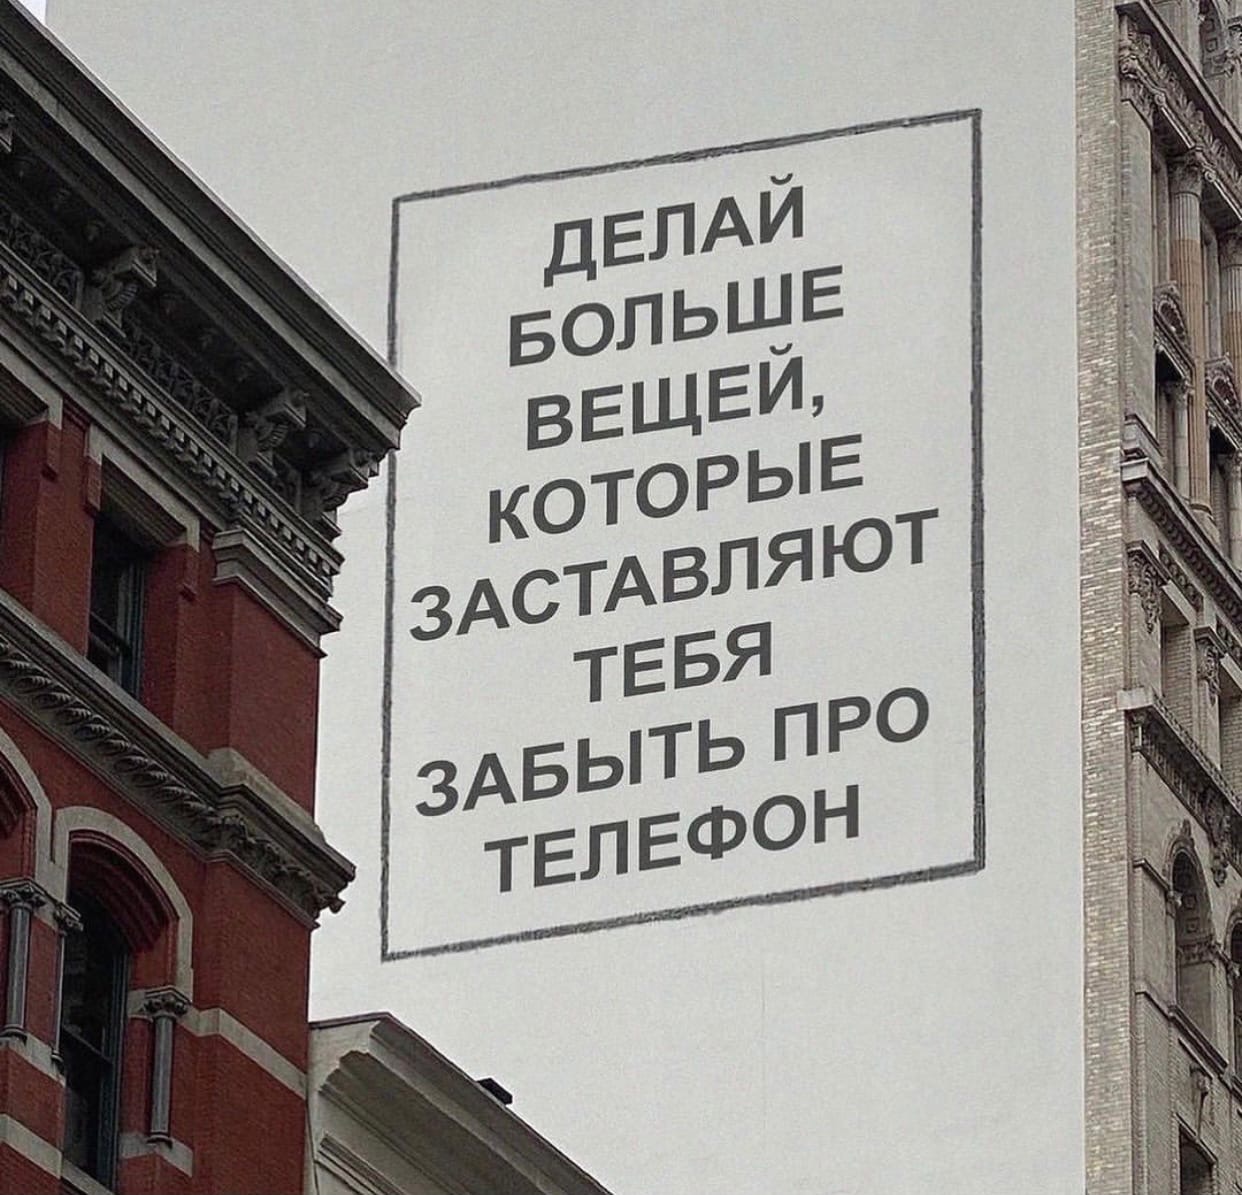 ДЕЛАЙ
БОЛЬШЕ
ВЕЩЕЙ,
КОТОРЫЕ
ЗАСТАВЛЯЮТ
ТЕБЯ
ЗАБЫТЬ ПРО
ТЕЛЕФОН